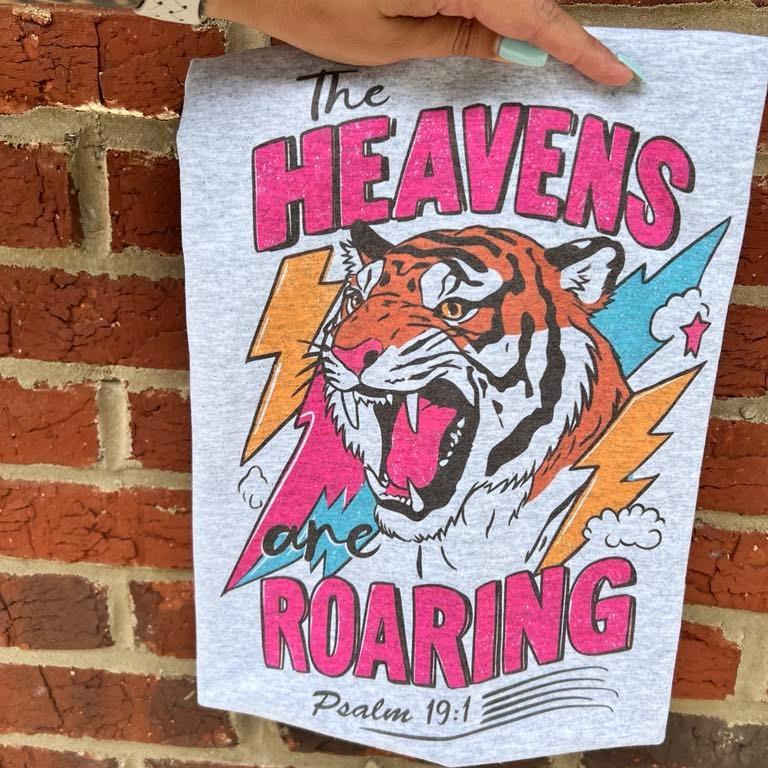 The
HEAVENS
are
ROARING
Psalm 19:1